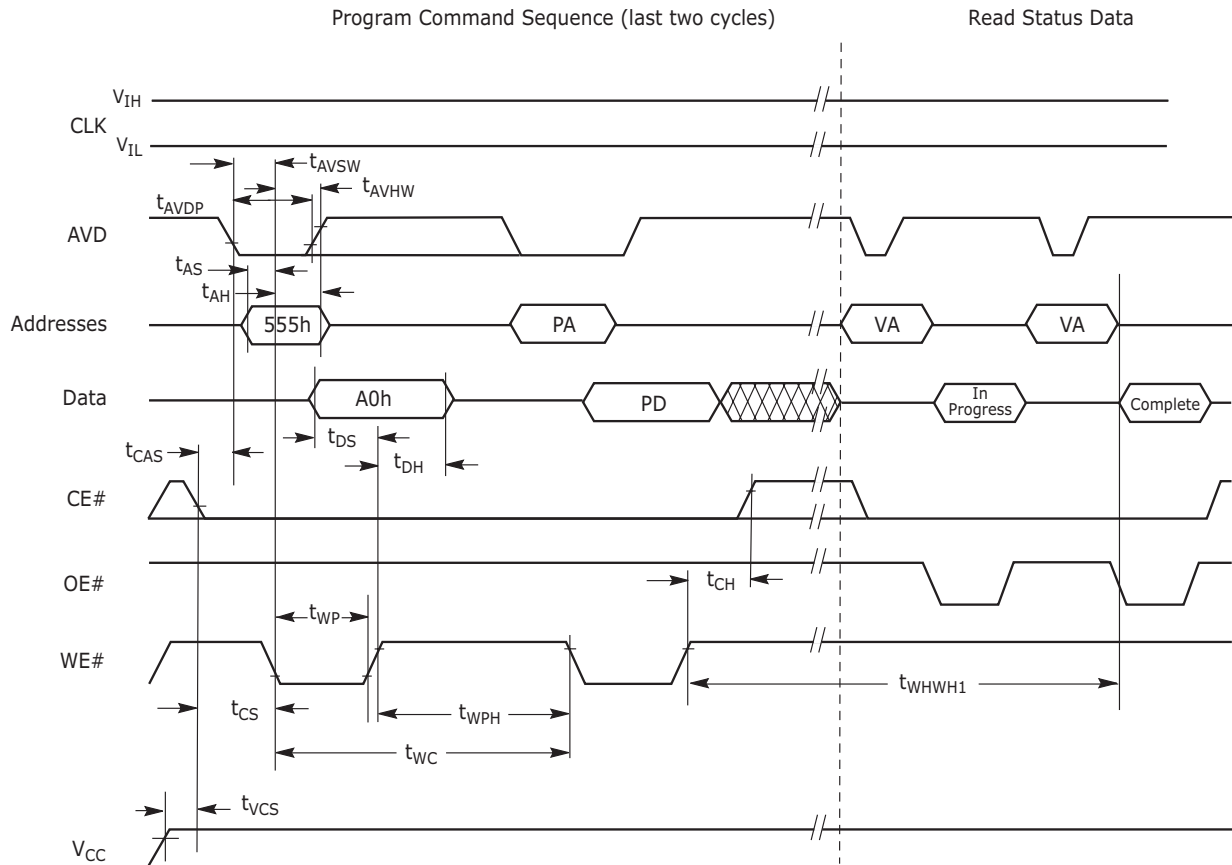 Program Command Sequence (last two cycles) Read Status Data
VIH
CLK
VIL
tAVSW
tAVHW
tAVDP
AVD
tAS
tAH
Addresses 555h PA VA VA
Data A0h PD In Progress Complete
tDS
tCAS
tDH
CE#
OE#
tCH
tWP
WE#
tWHWH1
tCS
tWPH
tWC
tVCS
VCC